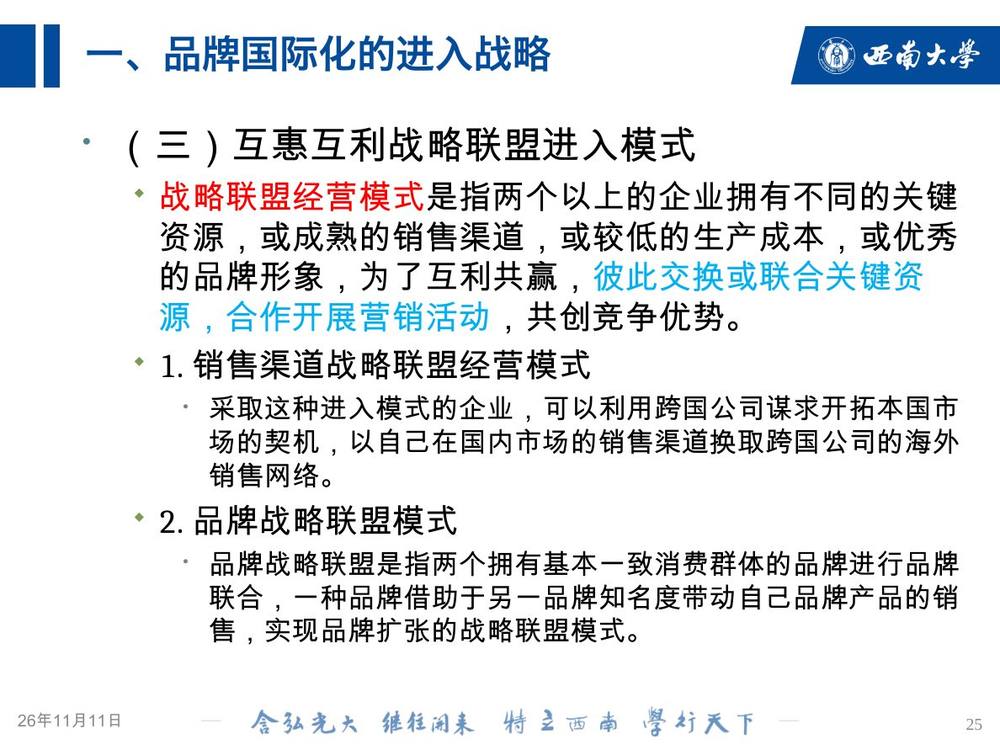 一、品牌国际化的进入战略
西南大学
（三）互惠互利战略联盟进入模式
战略联盟经营模式是指两个以上的企业拥有不同的关键
资源，或成熟的销售渠道，或较低的生产成本，或优秀
的品牌形象，为了互利共赢，彼此交换或联合关键资
源，合作开展营销活动，共创竞争优势。
1. 销售渠道战略联盟经营模式
采取这种进入模式的企业，可以利用跨国公司谋求开拓本国市
场的契机，以自己在国内市场的销售渠道换取跨国公司的海外
销售网络。
2. 品牌战略联盟模式
品牌战略联盟是指两个拥有基本一致消费群体的品牌进行品牌
联合，一种品牌借助于另一品牌知名度带动自己品牌产品的销
售，实现品牌扩张的战略联盟模式。
26年11月11日
含弘光大 继往开来 特立西南 学行天下
25